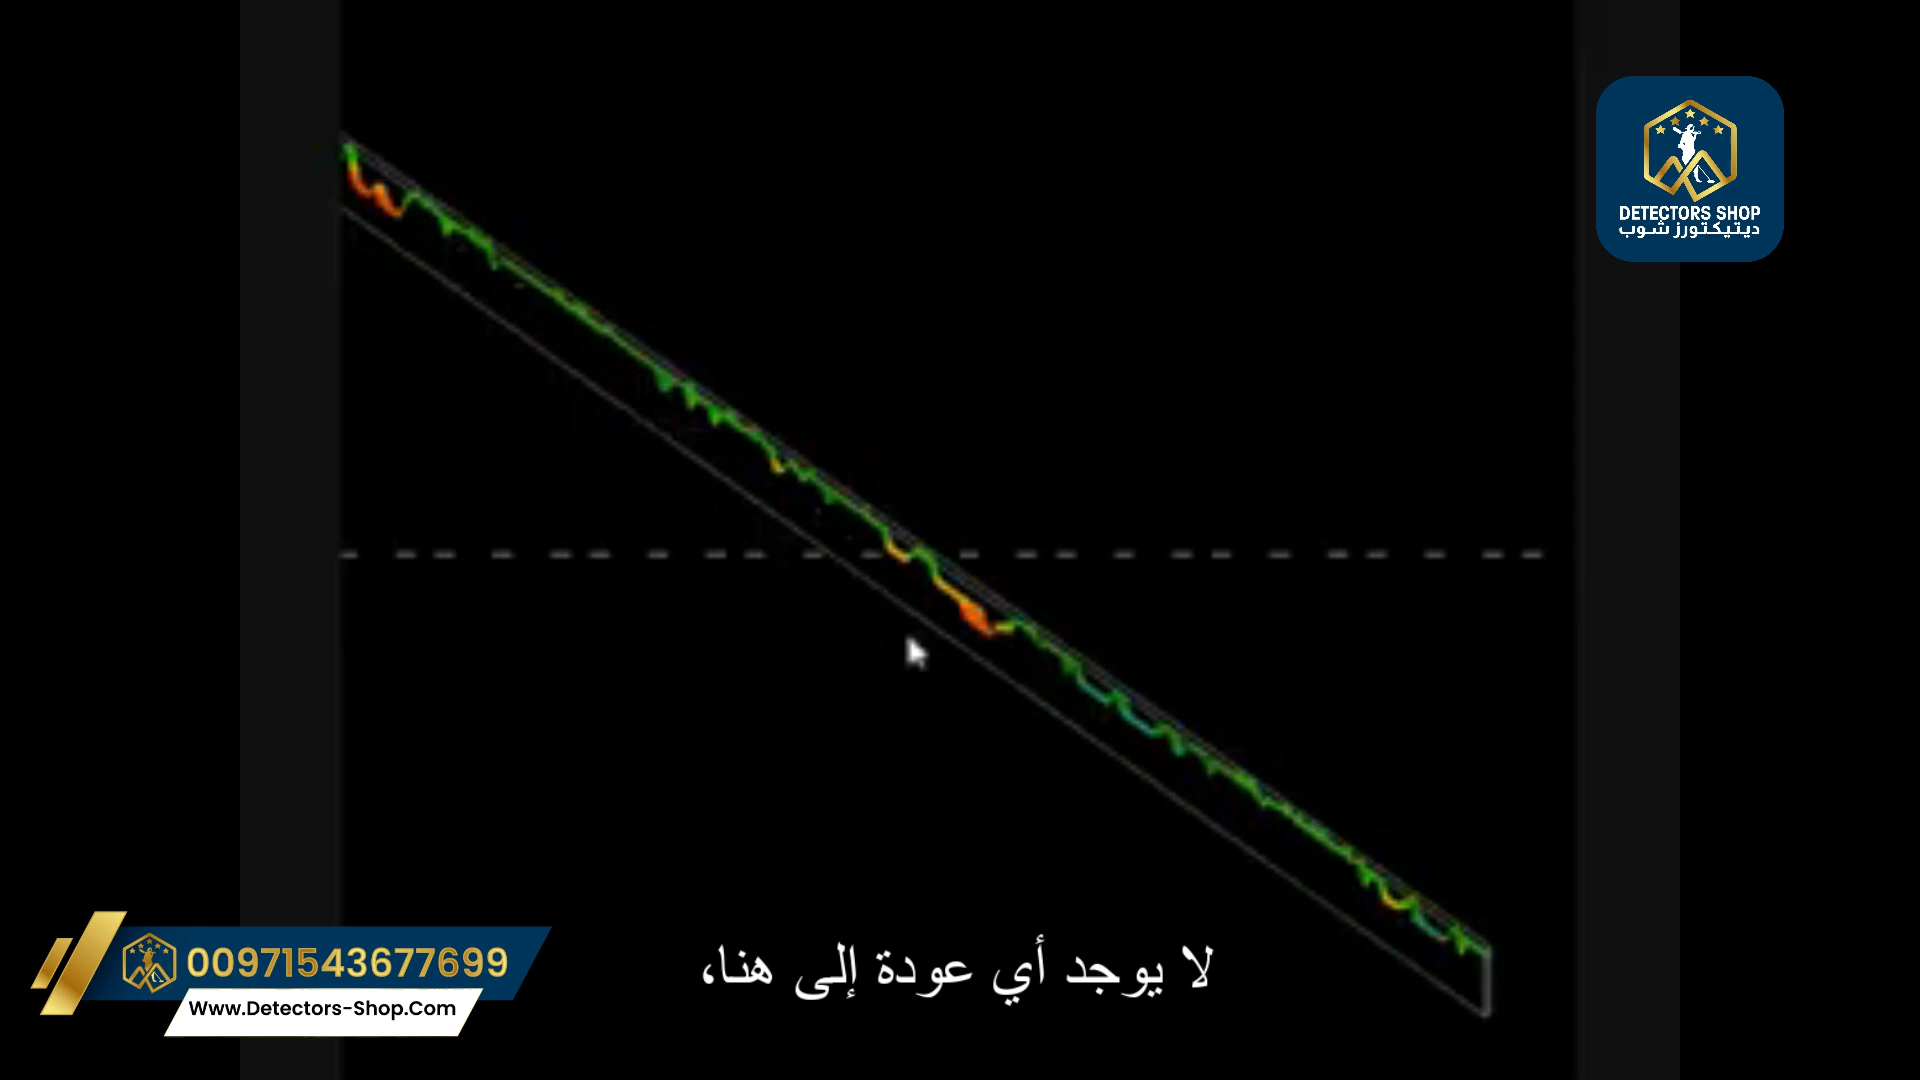 DETECTORS SHOP
ديتيكتورز شوب
لا يوجد أي عودة إلى هنا،
00971543677699
Www.Detectors-Shop.Com